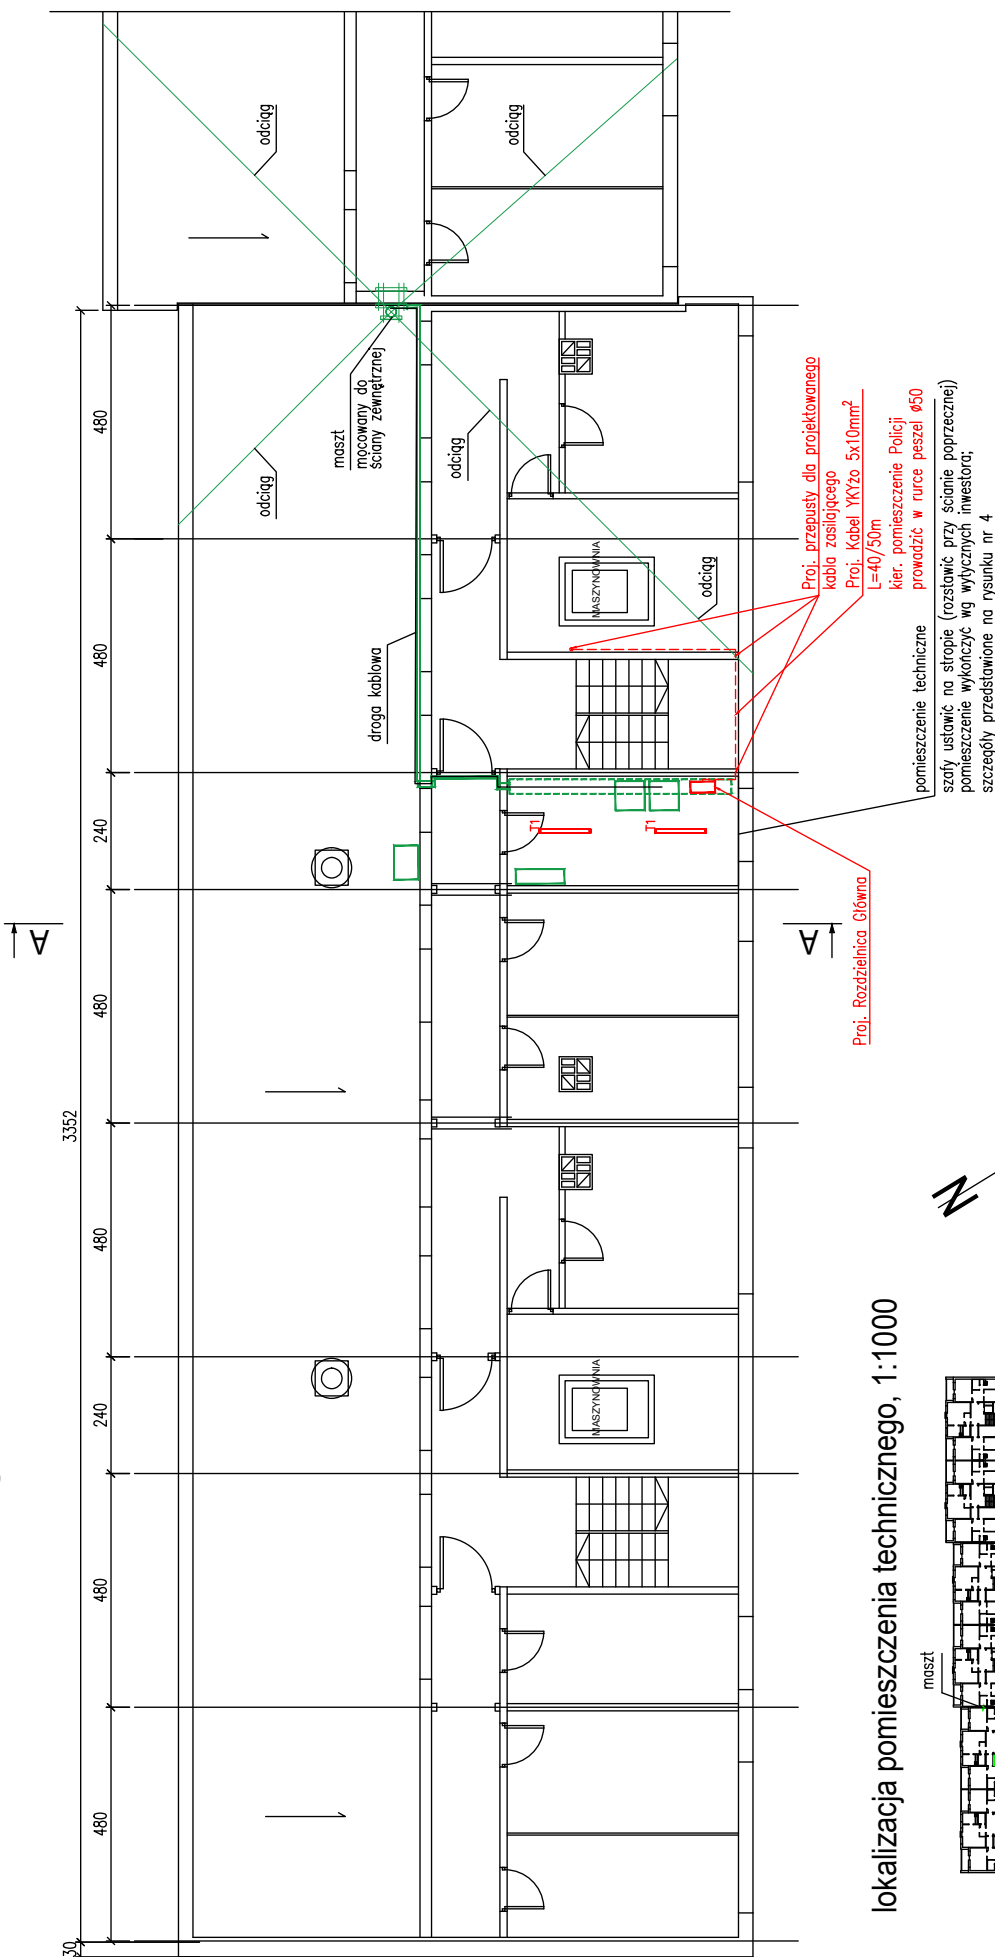 odciąg
odciąg
480
maszt
mocowany do
ściany zewnętrznej
odciąg
odciąg
480
droga kablowa
MASZYNOWNIA
odciąg
Proj. przepusty dla projektowanego
kabla zasilającego
Proj. Kabel YKYżo 5x10mm²
L=40/50m
kier. pomieszczenie Policji
prowadzić w rurce peszel ø50
pomieszczenie techniczne
szafy ustawić na stropie (rozstawić przy ścianie poprzecznej)
pomieszczenie wykończyć wg wytycznych inwestora;
szczegóły przedstawione na rysunku nr 4
240
T1
T1
A
A
Proj. Rozdzielnica Główna
480
3352
480
N
240
MASZYNOWNIA
480
480
30
lokalizacja pomieszczenia technicznego, 1:1000
maszt